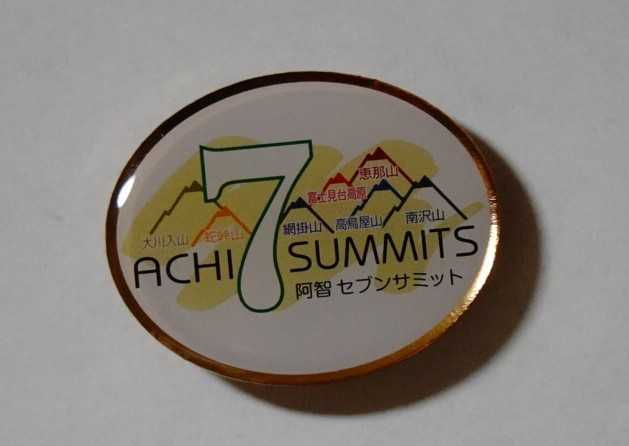 恵那山
富士見台高原
大川入山 蛇峠山 網掛山 高鳥屋山 南沢山
ACHI 7 SUMMITS
阿智 セブンサミット